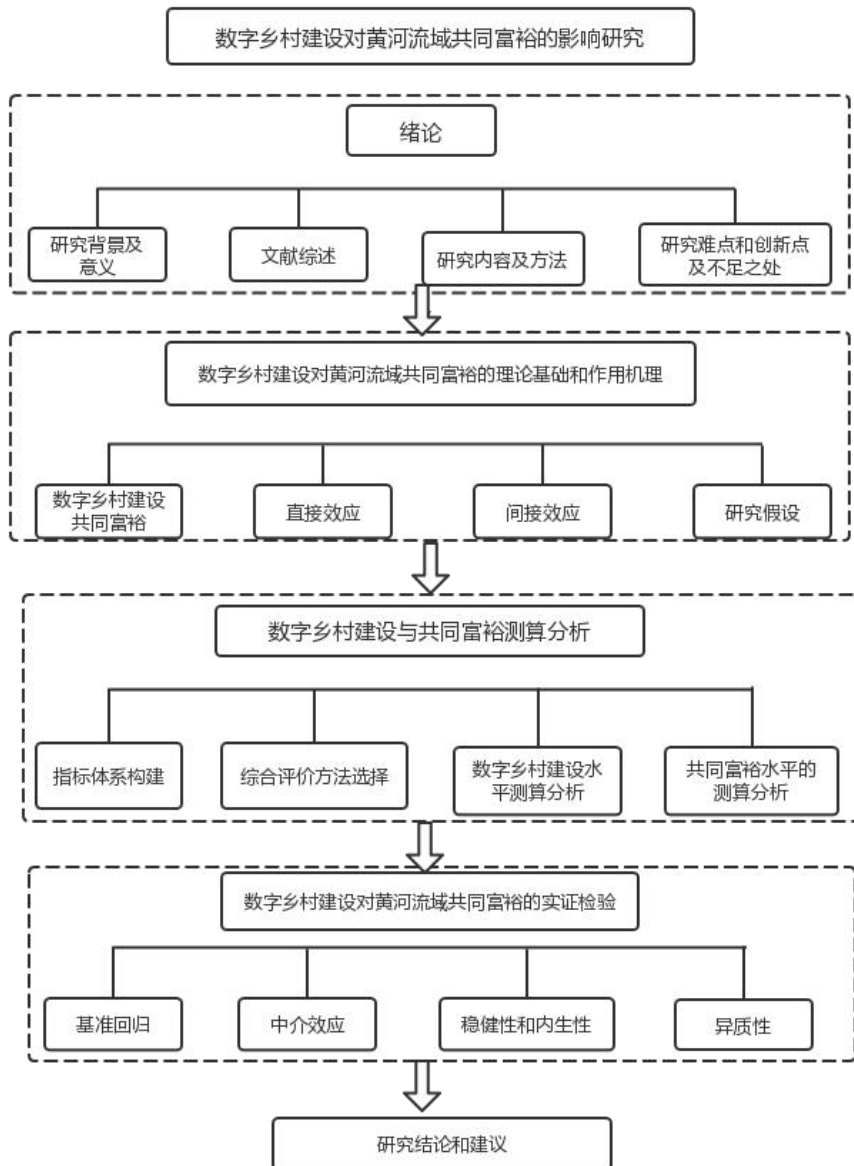 数字乡村建设对黄河流域共同富裕的影响研究
绪论
研究背景及
意义
文献综述
研究内容及方法
研究难点和创新点
及不足之处
数字乡村建设对黄河流域共同富裕的理论基础和作用机理
数字乡村建设
共同富裕
直接效应
间接效应
研究假设
数字乡村建设与共同富裕测算分析
指标体系构建
综合评价方法选择
数字乡村建设水
平测算分析
共同富裕水平的
测算分析
数字乡村建设对黄河流域共同富裕的实证检验
基准回归
中介效应
稳健性和内生性
异质性
研究结论和建议